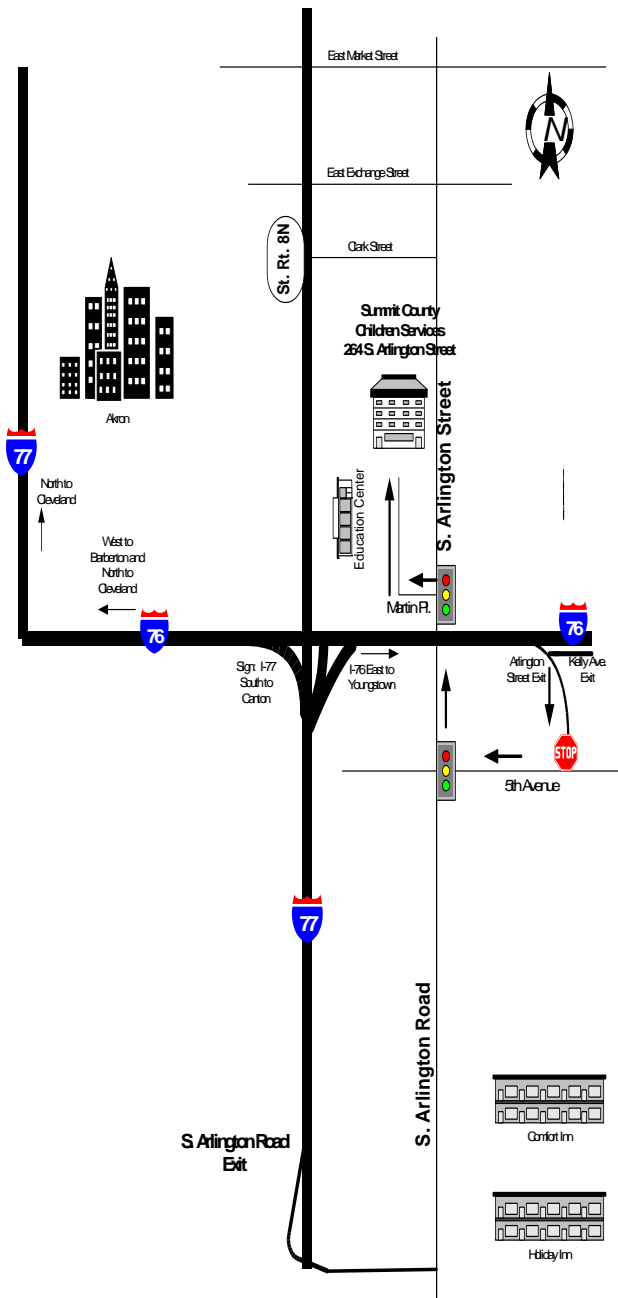 East Market Street
N
East Exchange Street
St. Rt. 8N
Clark Street
Summit County
Children Services
264 S. Arlington Street
Akron
77
North to
Cleveland
S. Arlington Street
Education Center
West to
Barberton and
North to
Cleveland
Martin Pl.
76
76
Sign: I-77
South to
Canton
I-76 East to
Youngstown
Arlington
Street Exit
Kelly Ave.
Exit
STOP
5th Avenue
77
S. Arlington Road
Comfort Inn
S. Arlington Road
Exit
Holiday Inn